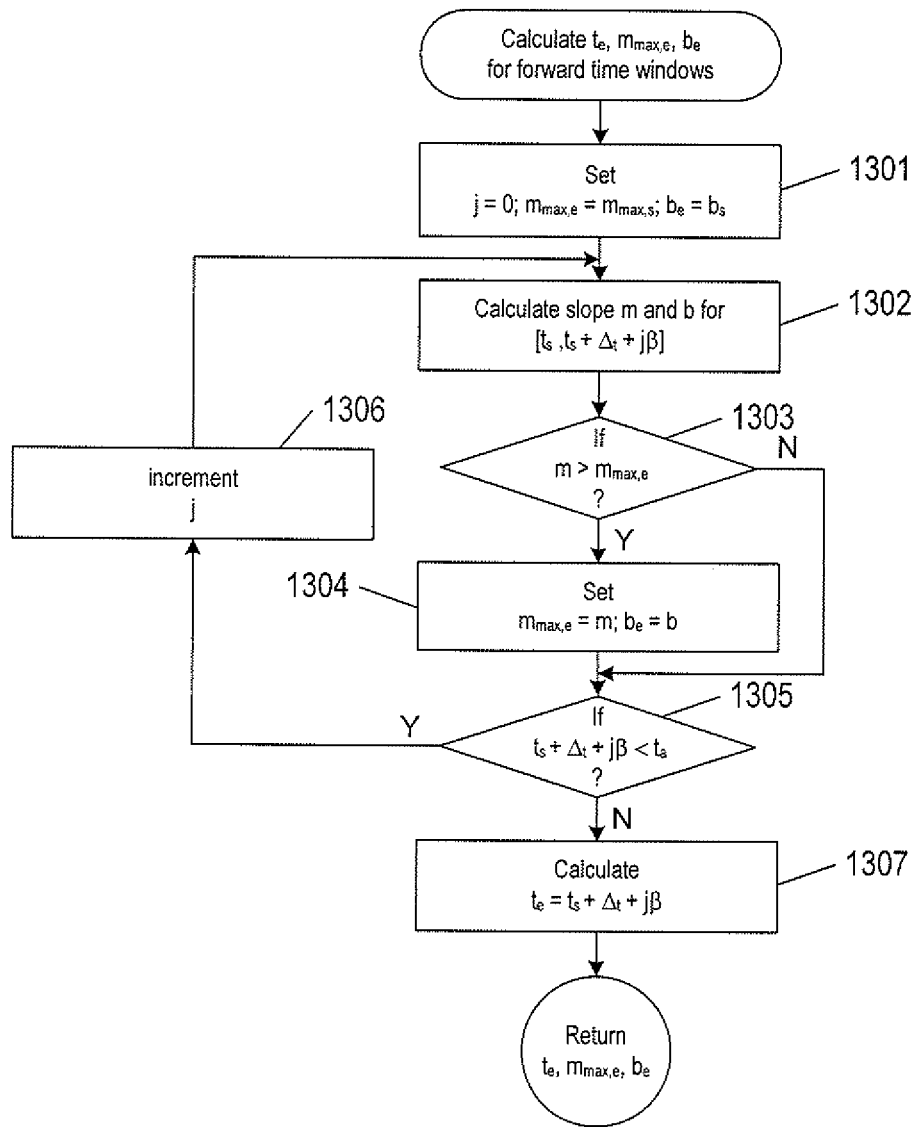 Calculate tₑ, mₘₐₓ,ₑ, bₑ
for forward time windows
1301
Set
j = 0; mₘₐₓ,ₑ = mₘₐₓ,ₛ; bₑ = bₛ
1302
Calculate slope m and b for
[tₛ ,tₛ + Δₜ + jβ]
1303
If
m > mₘₐₓ,ₑ
?
N
Y
1306
increment
j
1304
Set
mₘₐₓ,ₑ = m; bₑ = b
1305
If
tₛ + Δₜ + jβ < tₐ
?
Y
N
1307
Calculate
tₑ = tₛ + Δₜ + jβ
Return
tₑ, mₘₐₓ,ₑ, bₑ